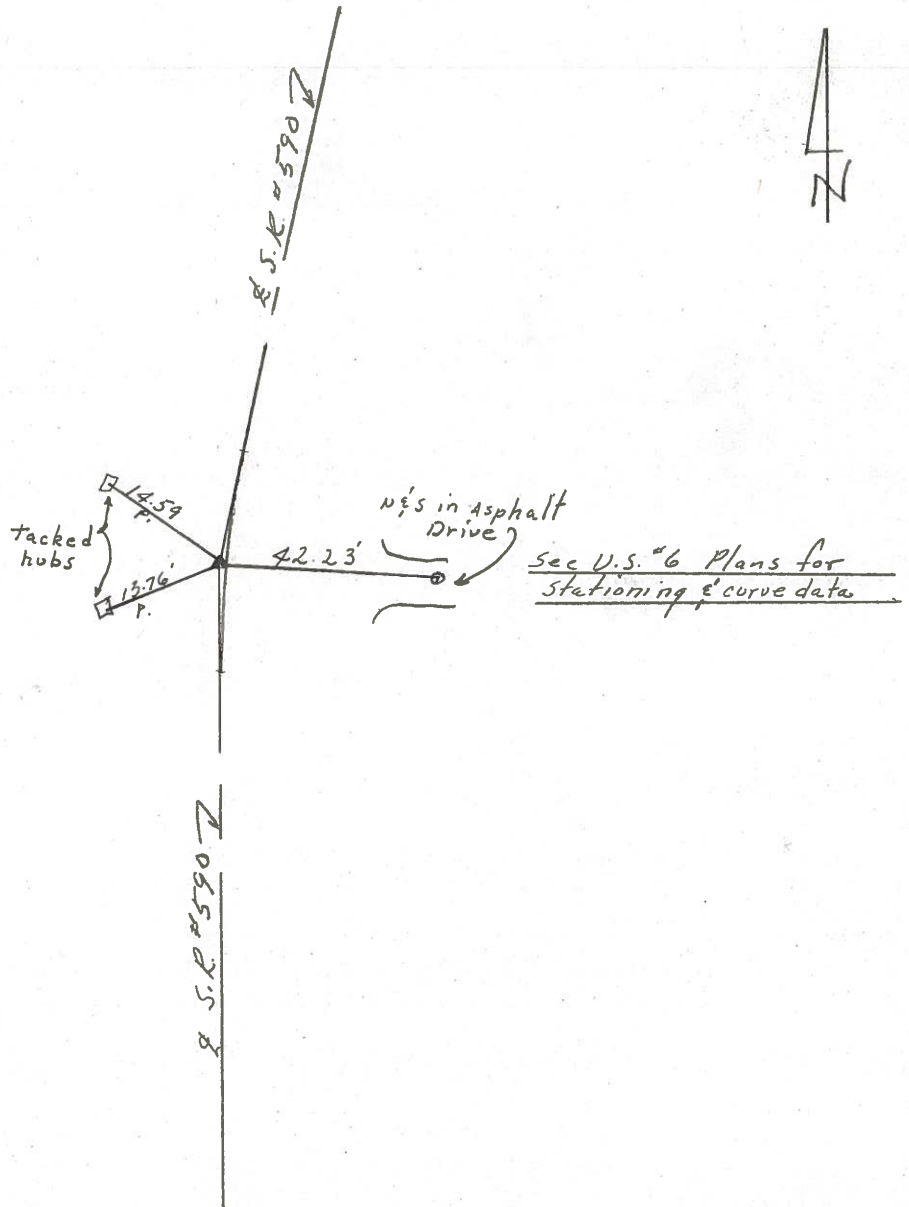 ℄ S.R. #590
N
14.59
P.
tacked
hubs
13.76'
P.
42.23'
N&S in Asphalt
Drive
See U.S. #6 Plans for
Stationing & curve data
℄ S.R. #590